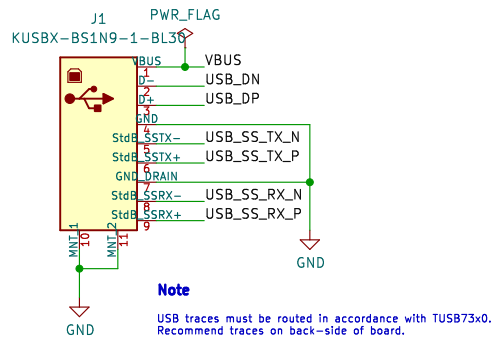 J1
PWR_FLAG
KUSBX-BS1N9-1-BL30
VBUS
1
VBUS
D-
2
USB_DN
D+
3
USB_DP
GND
4
StdB_SSTX-
5
USB_SS_TX_N
StdB_SSTX+
6
USB_SS_TX_P
GND_DRAIN
7
StdB_SSRX-
8
USB_SS_RX_N
StdB_SSRX+
9
USB_SS_RX_P
MNT_1
10
MNT_2
11
GND
GND
Note
USB traces must be routed in accordance with TUSB73x0.
Recommend traces on back-side of board.